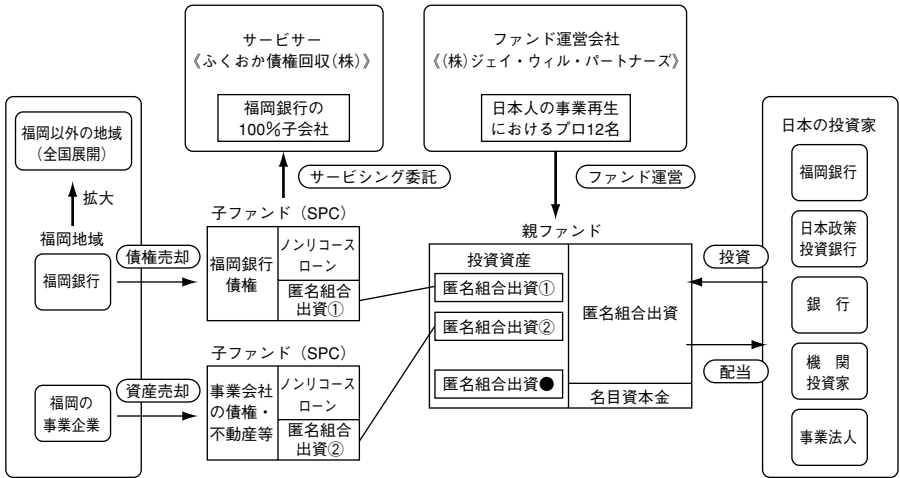 サービサー
《ふくおか債権回収(株)》
福岡銀行の
100%子会社
ファンド運営会社
《(株)ジェイ・ウィル・パートナーズ》
日本人の事業再生
におけるプロ12名
福岡以外の地域
(全国展開)
拡大
福岡地域
福岡銀行
福岡の
事業企業
債権売却
資産売却
サービシング委託
ファンド運営
子ファンド(SPC)
福岡銀行
債権
ノンリコース
ローン
匿名組合
出資①
子ファンド(SPC)
事業会社
の債権・
不動産等
ノンリコース
ローン
匿名組合
出資②
親ファンド
投資資産
匿名組合出資①
匿名組合出資②
匿名組合出資●
匿名組合出資
名目資本金
投資
配当
日本の投資家
福岡銀行
日本政策
投資銀行
銀 行
機 関
投資家
事業法人